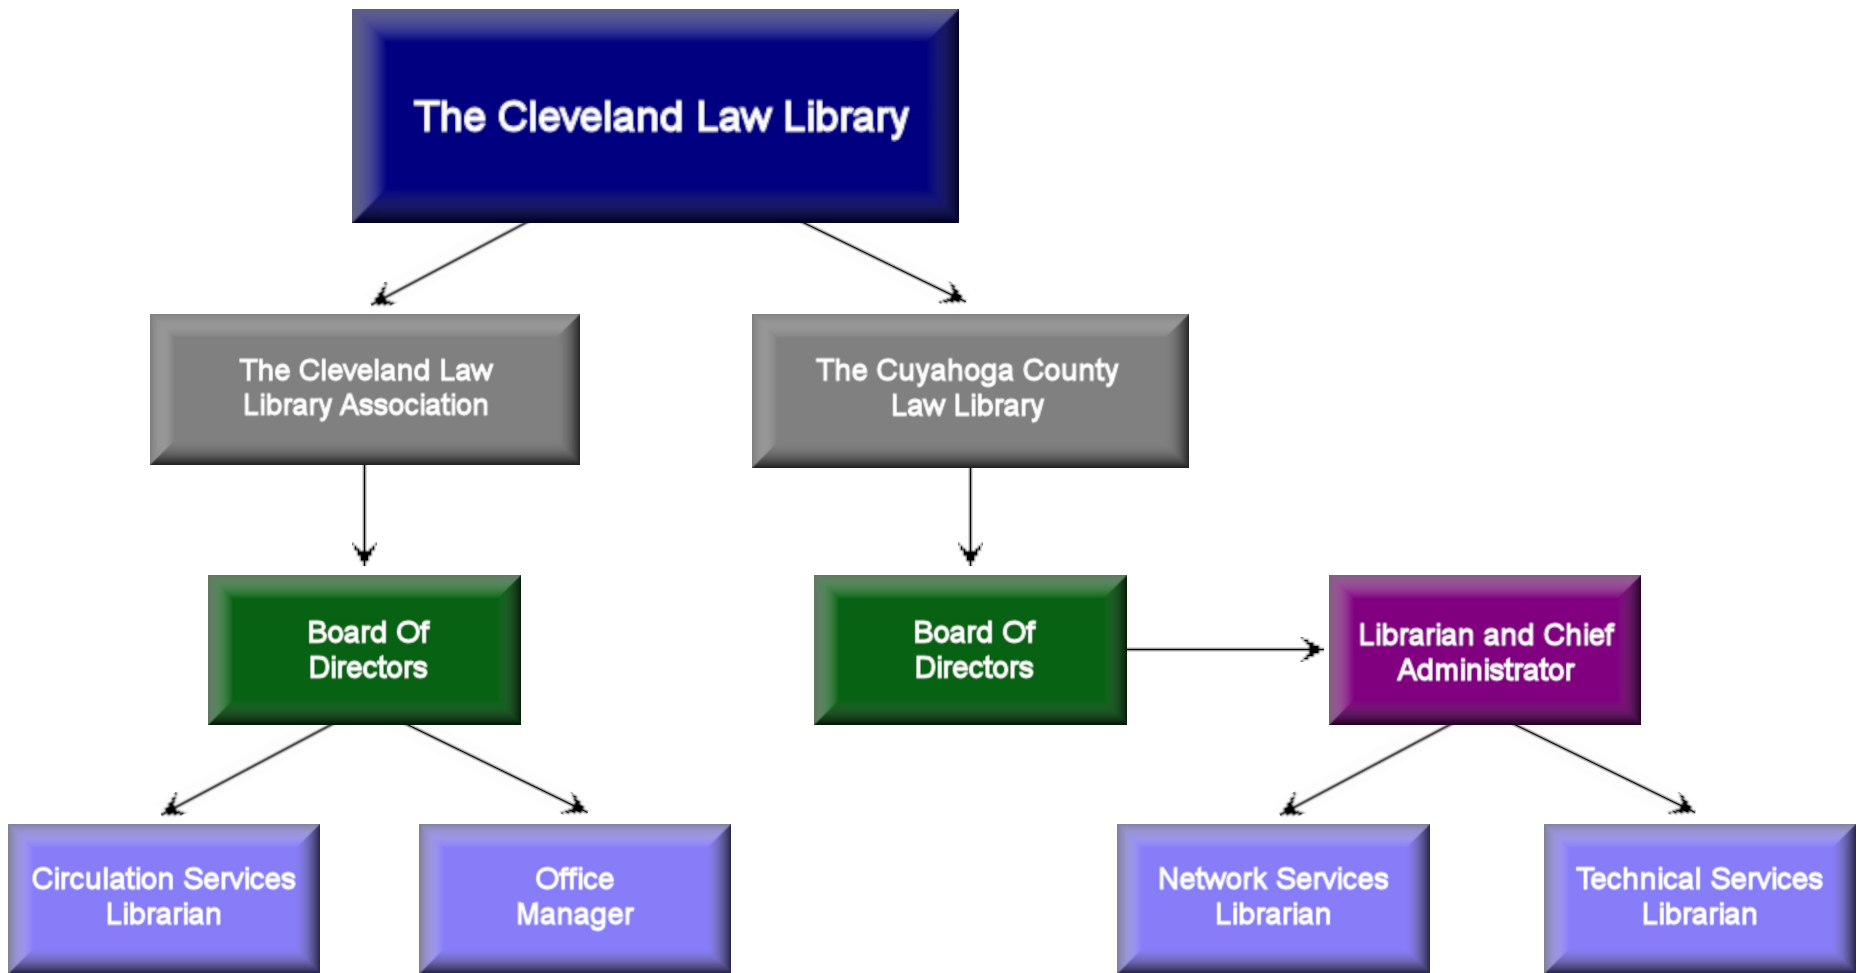 The Cleveland Law Library
The Cleveland Law
Library Association
The Cuyahoga County
Law Library
Board Of
Directors
Board Of
Directors
Librarian and Chief
Administrator
Circulation Services
Librarian
Office
Manager
Network Services
Librarian
Technical Services
Librarian